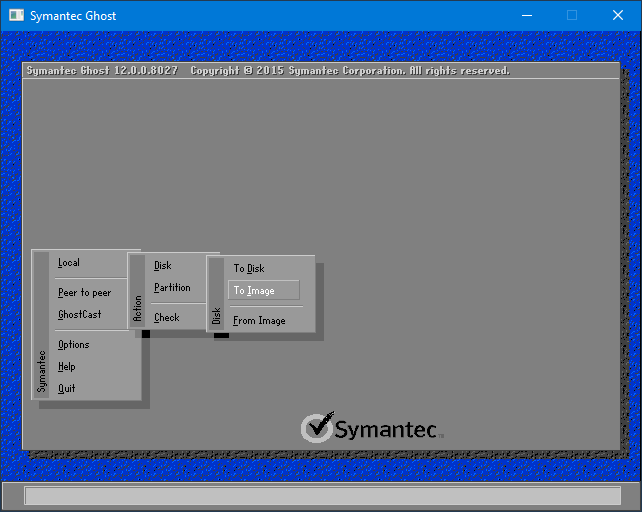 Symantec Ghost
Symantec Ghost 12.0.0.8027 Copyright © 2015 Symantec Corporation. All rights reserved.
Symantec
Local
Peer to peer
GhostCast
Options
Help
Quit
Action
Disk
Partition
Check
Disk
To Disk
To Image
From Image
Symantec™